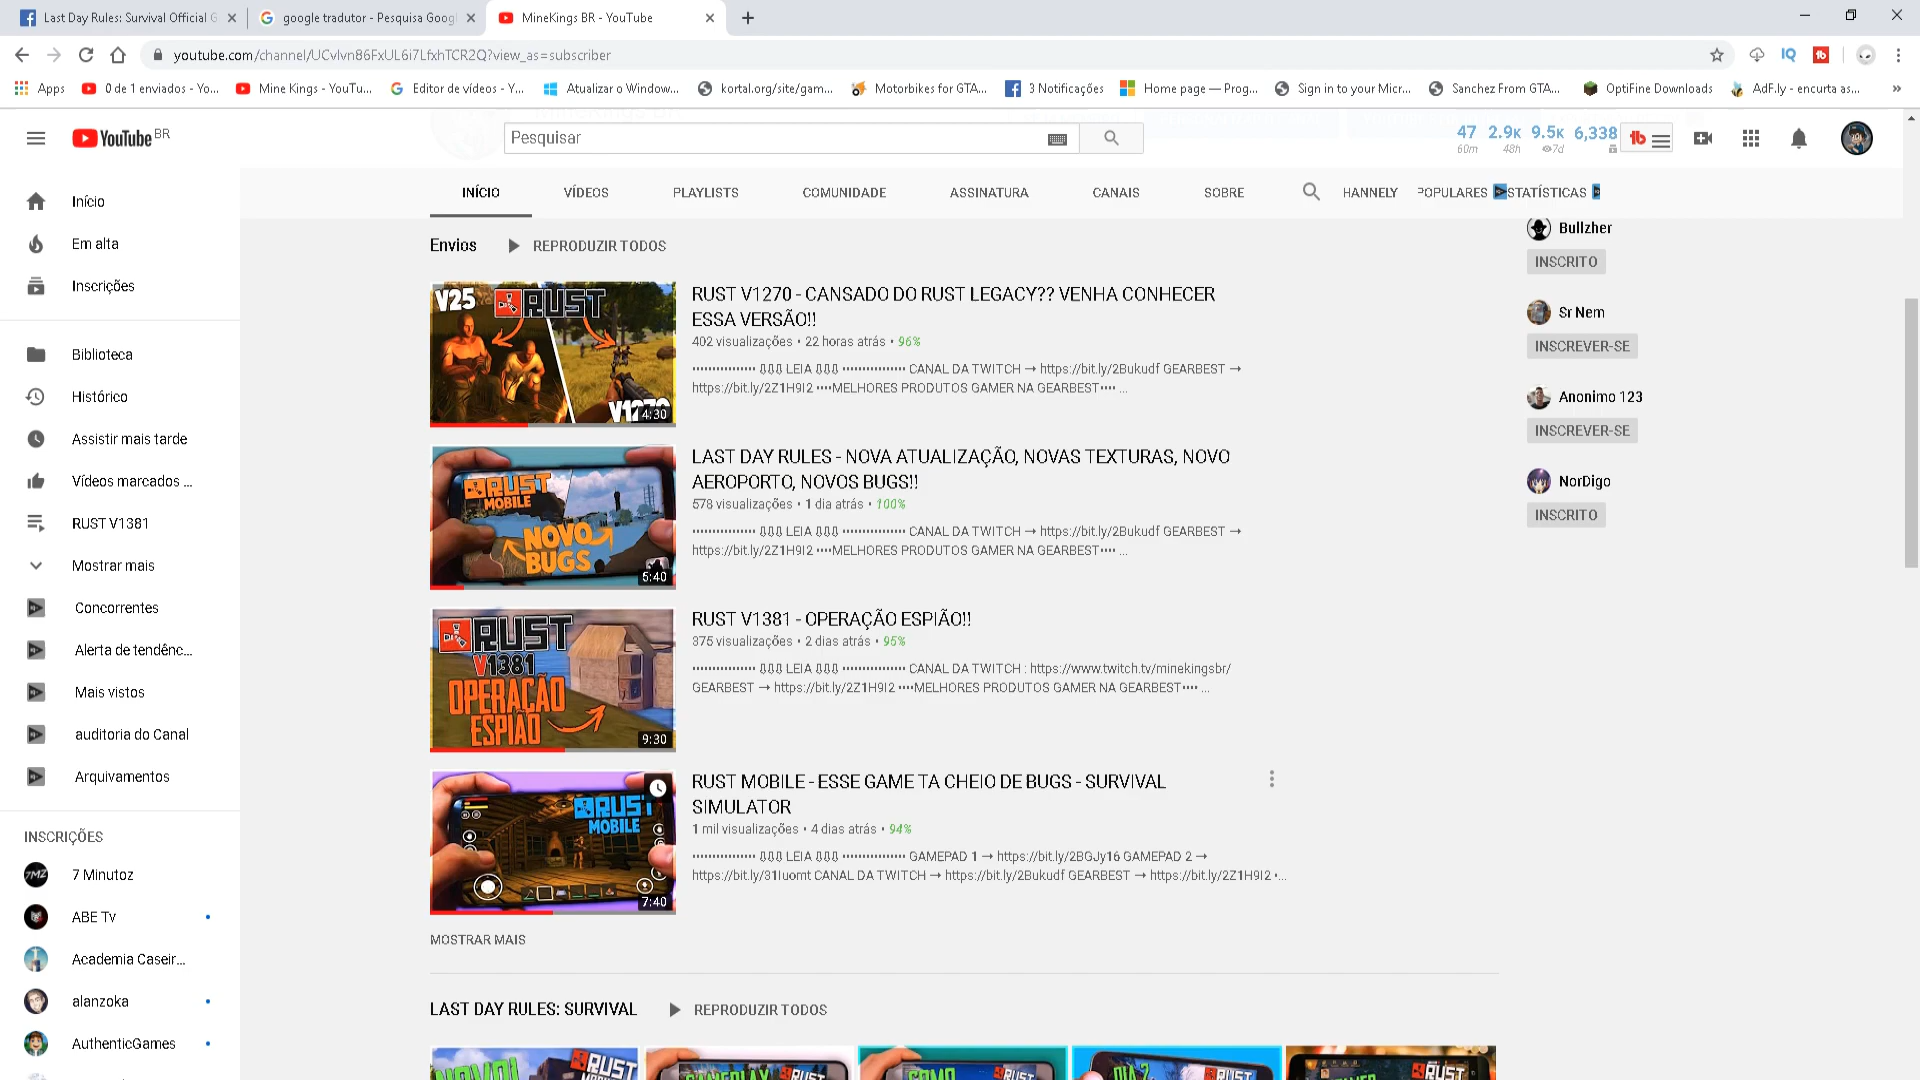 Last Day Rules: Survival Official G
google tradutor - Pesquisa Googl
MineKings BR - YouTube
youtube.com/channel/UCvlvn86FxUL6i7LfxhTCR2Q?view_as=subscriber
Apps
0 de 1 enviados - Yo...
Mine Kings - YouTu...
Editor de vídeos - Y...
Atualizar o Window...
kortal.org/site/gam...
Motorbikes for GTA...
3 Notificações
Home page — Prog...
Sign in to your Micr...
Sanchez From GTA...
OptiFine Downloads
AdF.ly - encurta as...
YouTube BR
Pesquisar
47 2.9K 9.5K 6,338
60m 48h 7d
INÍCIO VÍDEOS PLAYLISTS COMUNIDADE ASSINATURA CANAIS SOBRE HANNELY POPULARES STATÍSTICAS
Início
Em alta
Inscrições
Biblioteca
Histórico
Assistir mais tarde
Vídeos marcados ...
RUST V1381
Mostrar mais
Concorrentes
Alerta de tendênc...
Mais vistos
auditoria do Canal
Arquivamentos
INSCRIÇÕES
7 Minutoz
ABE Tv
Academia Caseir...
alanzoka
AuthenticGames
Envios REPRODUZIR TODOS
V25 RUST
V1270
4:30
RUST V1270 - CANSADO DO RUST LEGACY?? VENHA CONHECER
ESSA VERSÃO!!
402 visualizações • 22 horas atrás • 96%
••••••••••••••• ⇩⇩⇩ LEIA ⇩⇩⇩ ••••••••••••••• CANAL DA TWITCH → https://bit.ly/2Bukudf GEARBEST →
https://bit.ly/2Z1H9I2 ••••MELHORES PRODUTOS GAMER NA GEARBEST•••• ...
RUST
MOBILE
NOVO
BUGS
5:40
LAST DAY RULES - NOVA ATUALIZAÇÃO, NOVAS TEXTURAS, NOVO
AEROPORTO, NOVOS BUGS!!
578 visualizações • 1 dia atrás • 100%
••••••••••••••• ⇩⇩⇩ LEIA ⇩⇩⇩ ••••••••••••••• CANAL DA TWITCH → https://bit.ly/2Bukudf GEARBEST →
https://bit.ly/2Z1H9I2 ••••MELHORES PRODUTOS GAMER NA GEARBEST•••• ...
RUST
V1381
OPERAÇÃO
ESPIÃO
9:30
RUST V1381 - OPERAÇÃO ESPIÃO!!
375 visualizações • 2 dias atrás • 95%
••••••••••••••• ⇩⇩⇩ LEIA ⇩⇩⇩ ••••••••••••••• CANAL DA TWITCH : https://www.twitch.tv/minekingsbr/
GEARBEST → https://bit.ly/2Z1H9I2 ••••MELHORES PRODUTOS GAMER NA GEARBEST•••• ...
RUST
MOBILE
7:40
RUST MOBILE - ESSE GAME TA CHEIO DE BUGS - SURVIVAL
SIMULATOR
1 mil visualizações • 4 dias atrás • 94%
••••••••••••••• ⇩⇩⇩ LEIA ⇩⇩⇩ ••••••••••••••• GAMEPAD 1 → https://bit.ly/2BGJy16 GAMEPAD 2 →
https://bit.ly/31Iuomt CANAL DA TWITCH → https://bit.ly/2Bukudf GEARBEST → https://bit.ly/2Z1H9I2 •...
MOSTRAR MAIS
LAST DAY RULES: SURVIVAL REPRODUZIR TODOS
RUST
GAMEPLAY RUST
RUST
DIA 2 RUST
RUST
Bullzher
INSCRITO
Sr Nem
INSCREVER-SE
Anonimo 123
INSCREVER-SE
NorDigo
INSCRITO